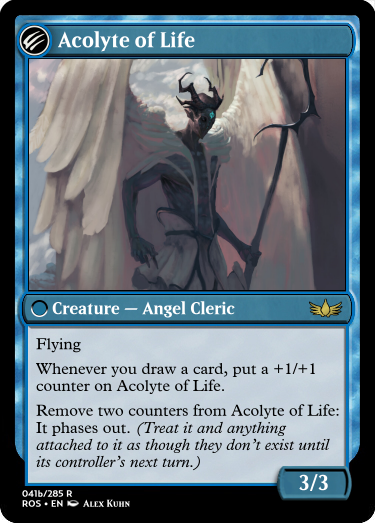 Acolyte of Life
Creature — Angel Cleric
Flying
Whenever you draw a card, put a +1/+1
counter on Acolyte of Life.
Remove two counters from Acolyte of Life:
It phases out. (Treat it and anything
attached to it as though they don't exist until
its controller's next turn.)
3/3
041b/285 R
ROS • EN Alex Kuhn